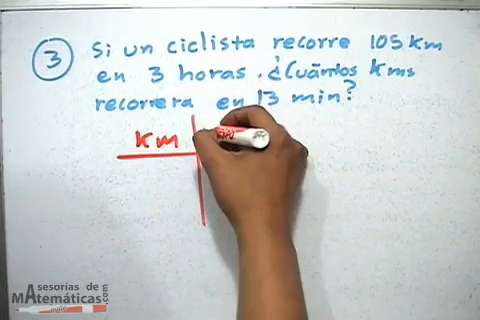 3 Si un ciclista recorre 105 km
en 3 horas. ¿Cuántos kms
recorrera en 13 min?
km
Asesorías de
Matemáticas.com